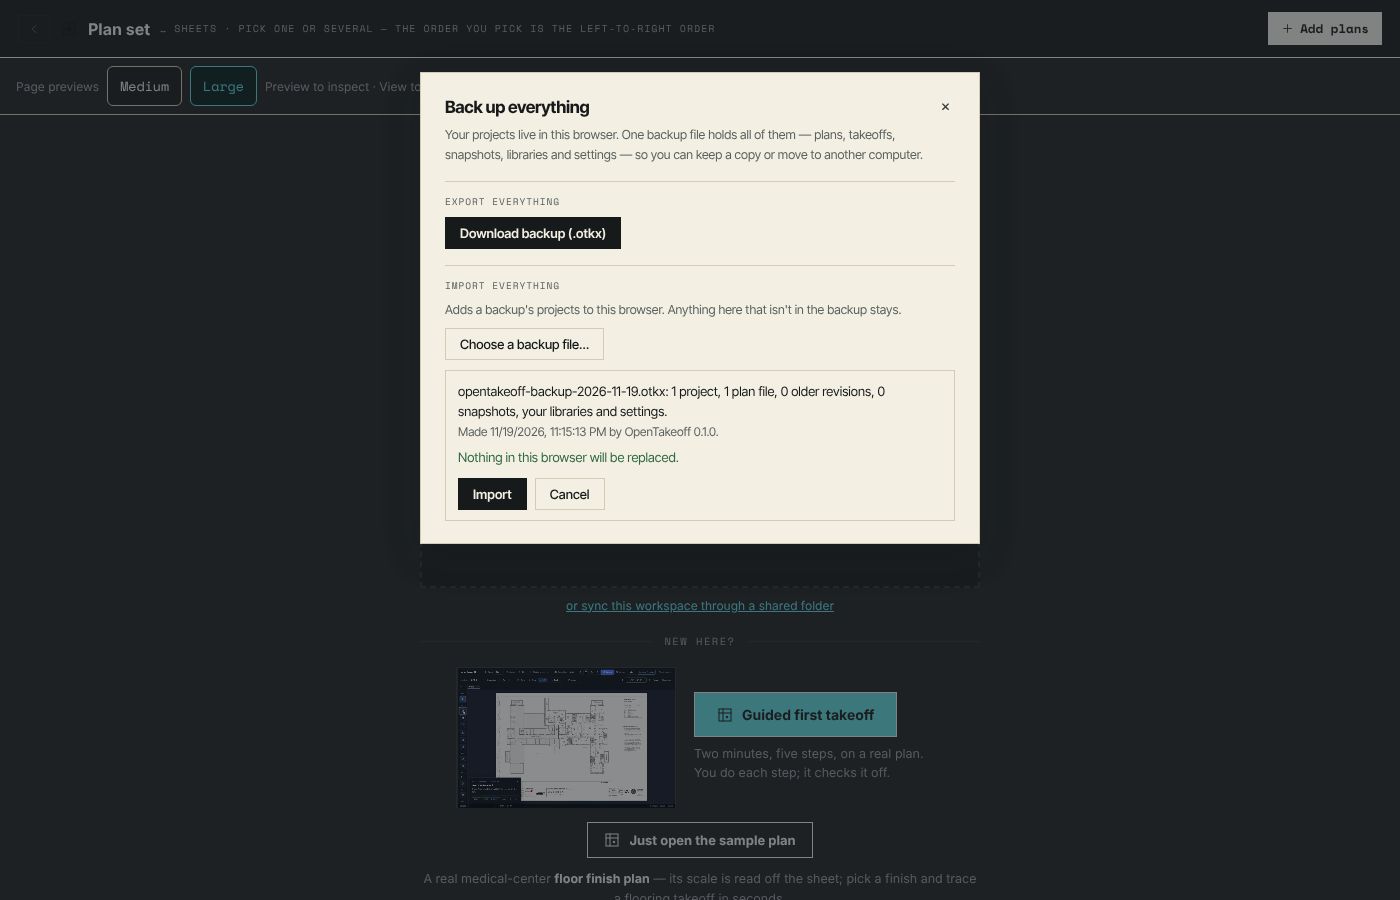 Plan set … SHEETS · PICK ONE OR SEVERAL — THE ORDER YOU PICK IS THE LEFT-TO-RIGHT ORDER
+ Add plans
Page previews Medium Large Preview to inspect · View to
Back up everything
×
Your projects live in this browser. One backup file holds all of them — plans, takeoffs,
snapshots, libraries and settings — so you can keep a copy or move to another computer.
EXPORT EVERYTHING
Download backup (.otkx)
IMPORT EVERYTHING
Adds a backup's projects to this browser. Anything here that isn't in the backup stays.
Choose a backup file…
opentakeoff-backup-2026-11-19.otkx: 1 project, 1 plan file, 0 older revisions, 0
snapshots, your libraries and settings.
Made 11/19/2026, 11:15:13 PM by OpenTakeoff 0.1.0.
Nothing in this browser will be replaced.
Import Cancel
or sync this workspace through a shared folder
NEW HERE?
Guided first takeoff
Two minutes, five steps, on a real plan.
You do each step; it checks it off.
Just open the sample plan
A real medical-center floor finish plan — its scale is read off the sheet; pick a finish and trace
a flooring takeoff in seconds.